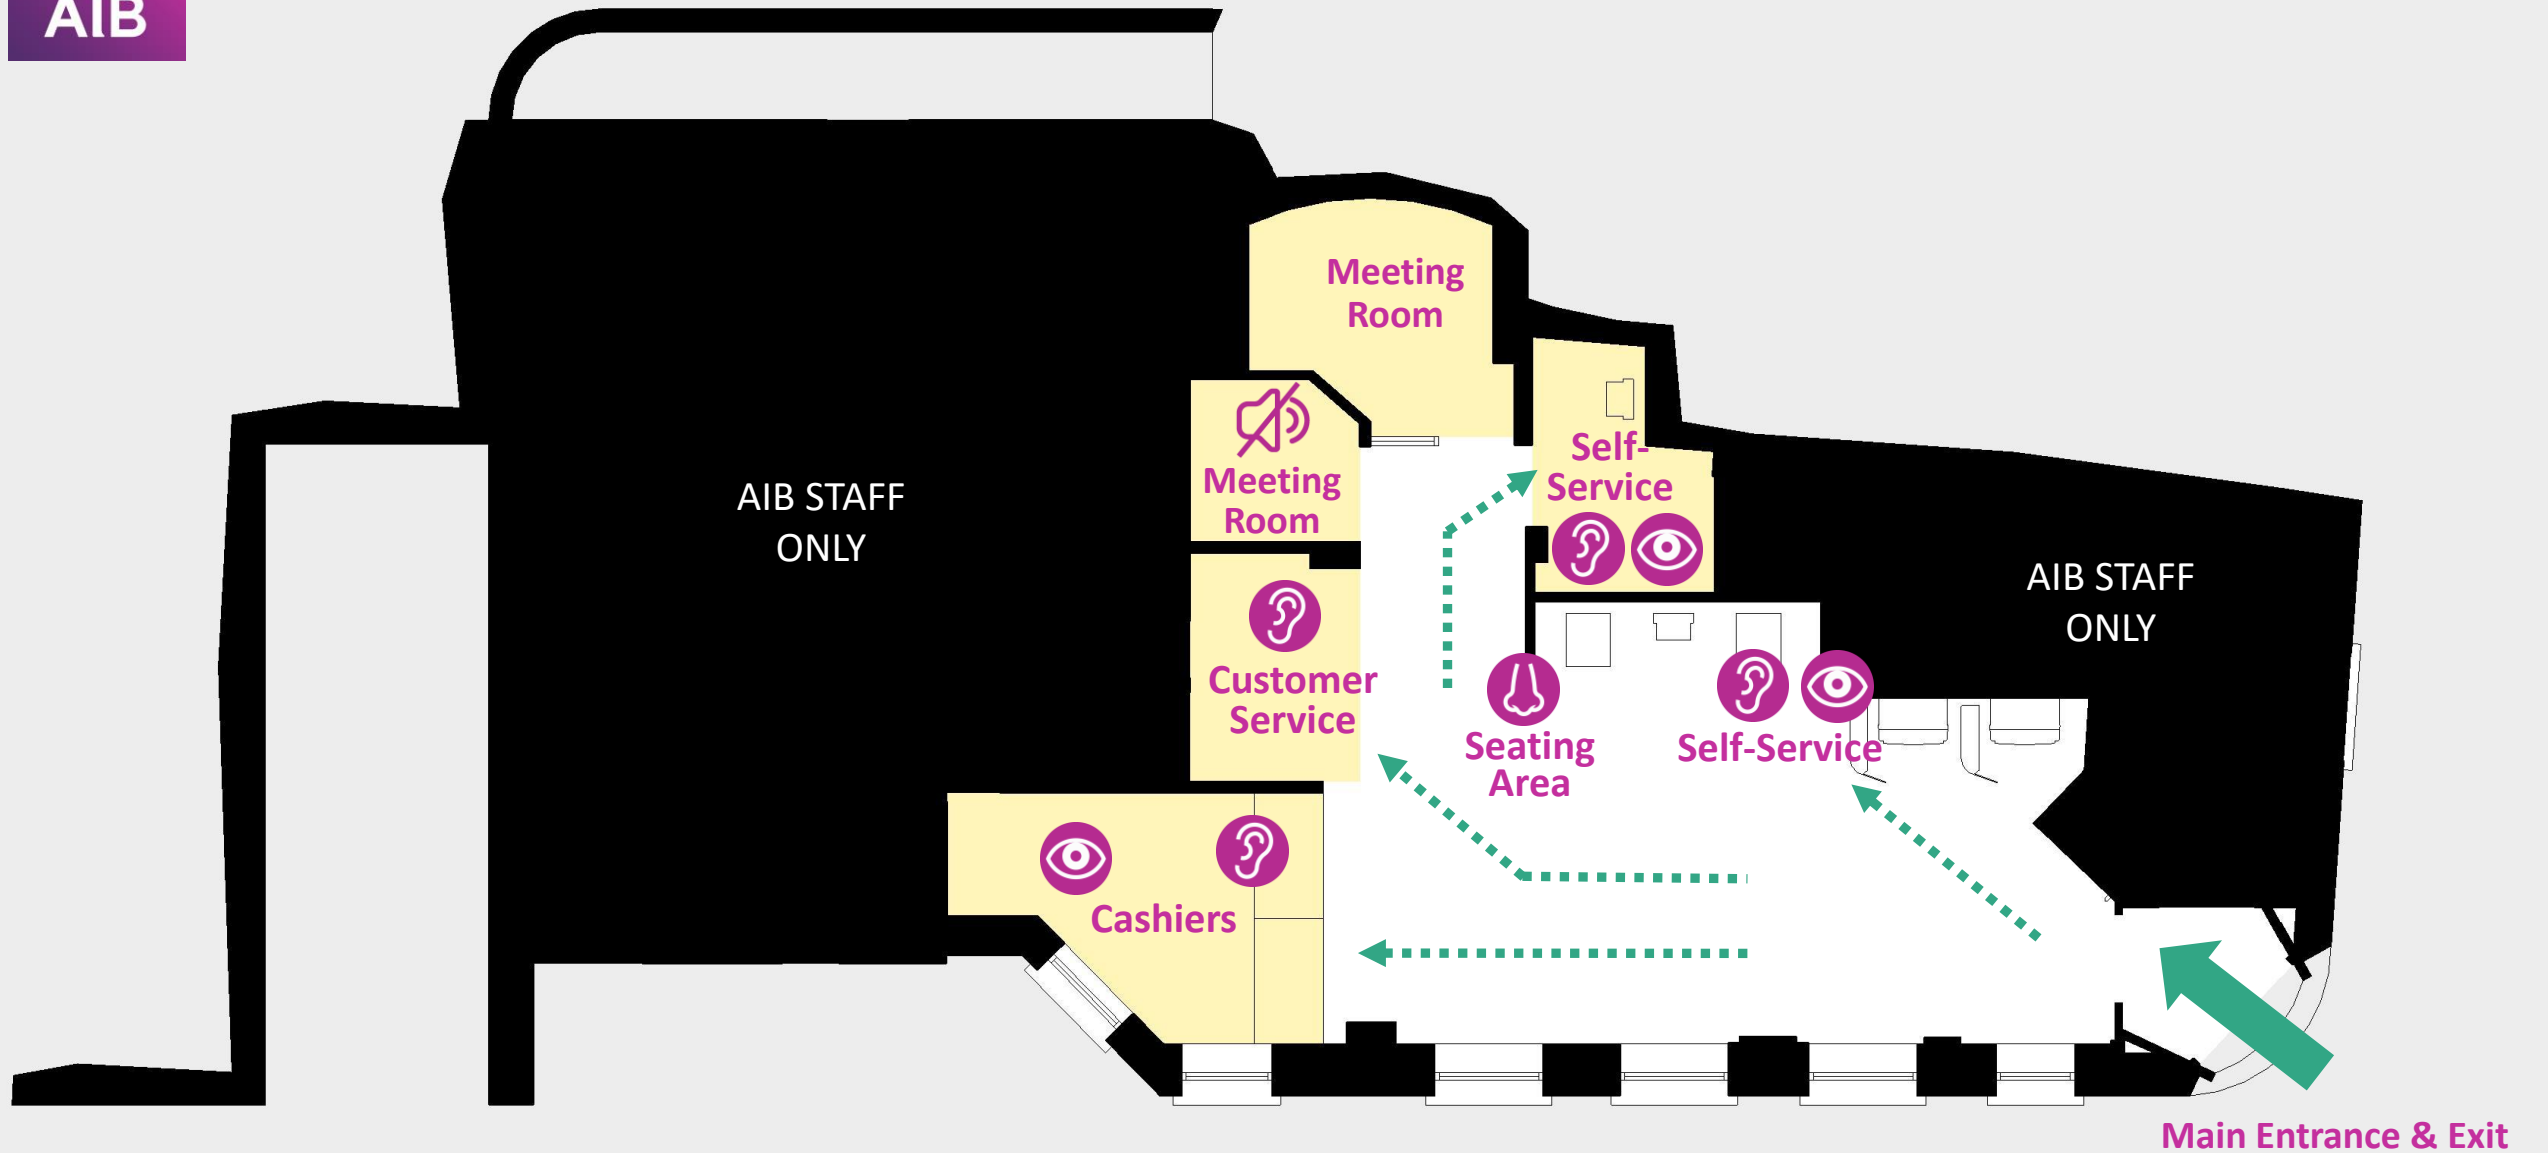 AIB
Meeting
Room
Self-
Service
Meeting
Room
AIB STAFF
ONLY
AIB STAFF
ONLY
Customer
Service
Seating
Area
Self-Service
Cashiers
Main Entrance & Exit